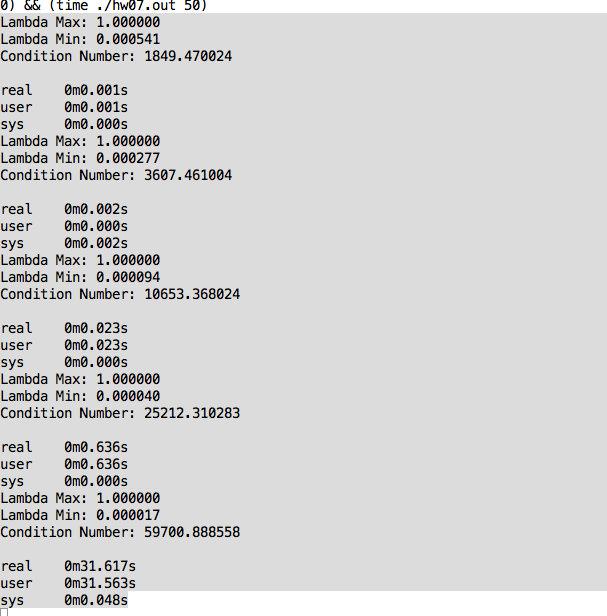 0) && (time ./hw07.out 50)
Lambda Max: 1.000000
Lambda Min: 0.000541
Condition Number: 1849.470024
real 0m0.001s
user 0m0.001s
sys 0m0.000s
Lambda Max: 1.000000
Lambda Min: 0.000277
Condition Number: 3607.461004
real 0m0.002s
user 0m0.000s
sys 0m0.002s
Lambda Max: 1.000000
Lambda Min: 0.000094
Condition Number: 10653.368024
real 0m0.023s
user 0m0.023s
sys 0m0.000s
Lambda Max: 1.000000
Lambda Min: 0.000040
Condition Number: 25212.310283
real 0m0.636s
user 0m0.636s
sys 0m0.000s
Lambda Max: 1.000000
Lambda Min: 0.000017
Condition Number: 59700.888558
real 0m31.617s
user 0m31.563s
sys 0m0.048s